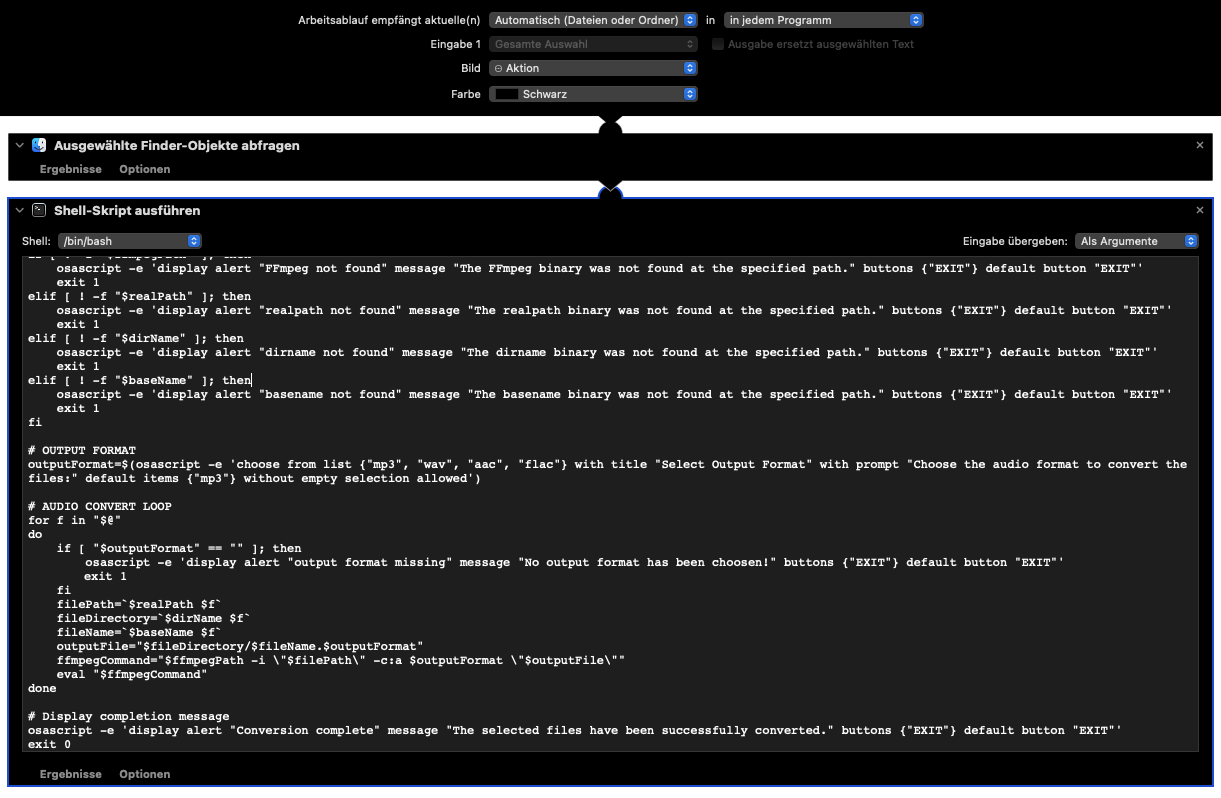 Arbeitsablauf empfängt aktuelle(n) Automatisch (Dateien oder Ordner) in in jedem Programm
Eingabe 1 Gesamte Auswahl Ausgabe ersetzt ausgewählten Text
Bild Aktion
Farbe Schwarz
Ausgewählte Finder-Objekte abfragen
Ergebnisse Optionen
Shell-Skript ausführen
Shell: /bin/bash Eingabe übergeben: Als Argumente
osascript -e 'display alert "FFmpeg not found" message "The FFmpeg binary was not found at the specified path." buttons {"EXIT"} default button "EXIT"'
exit 1
elif [ ! -f "$realPath" ]; then
osascript -e 'display alert "realpath not found" message "The realpath binary was not found at the specified path." buttons {"EXIT"} default button "EXIT"'
exit 1
elif [ ! -f "$dirName" ]; then
osascript -e 'display alert "dirname not found" message "The dirname binary was not found at the specified path." buttons {"EXIT"} default button "EXIT"'
exit 1
elif [ ! -f "$baseName" ]; then
osascript -e 'display alert "basename not found" message "The basename binary was not found at the specified path." buttons {"EXIT"} default button "EXIT"'
exit 1
fi
# OUTPUT FORMAT
outputFormat=$(osascript -e 'choose from list {"mp3", "wav", "aac", "flac"} with title "Select Output Format" with prompt "Choose the audio format to convert the
files:" default items {"mp3"} without empty selection allowed')
# AUDIO CONVERT LOOP
for f in "$@"
do
if [ "$outputFormat" == "" ]; then
osascript -e 'display alert "output format missing" message "No output format has been choosen!" buttons {"EXIT"} default button "EXIT"'
exit 1
fi
filePath=`$realPath $f`
fileDirectory=`$dirName $f`
fileName=`$baseName $f`
outputFile="$fileDirectory/$fileName.$outputFormat"
ffmpegCommand="$ffmpegPath -i \"$filePath\" -c:a $outputFormat \"$outputFile\""
eval "$ffmpegCommand"
done
# Display completion message
osascript -e 'display alert "Conversion complete" message "The selected files have been successfully converted." buttons {"EXIT"} default button "EXIT"'
exit 0
Ergebnisse Optionen